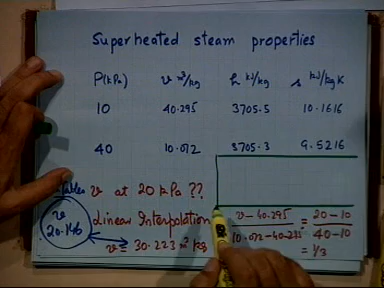 Superheated steam properties
P(kPa) v m³/kg h kJ/kg s kJ/kgK
10 40.295 3705.5 10.1616
40 10.072 3705.3 9.5216
Tables v at 20 kPa ??
v 20.146
Linear Interpolation v - 40.295 / 10.072 - 40.295 = 20 - 10 / 40 - 10
v = 30.223 m³/kg = 1/3